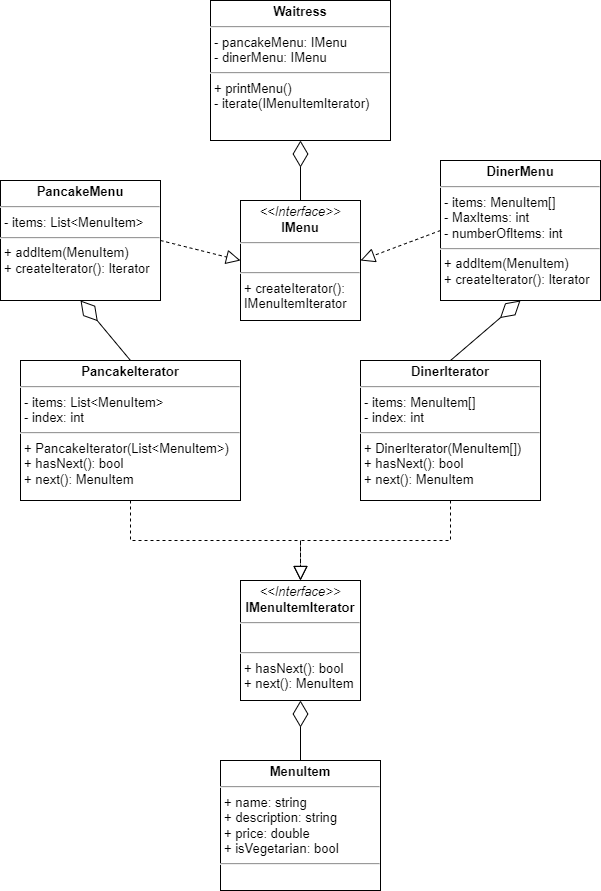 Waitress
- pancakeMenu: IMenu
- dinerMenu: IMenu
+ printMenu()
- iterate(IMenuItemIterator)
PancakeMenu
- items: List<MenuItem>
+ addItem(MenuItem)
+ createIterator(): Iterator
<<Interface>>
IMenu
+ createIterator():
IMenuItemIterator
DinerMenu
- items: MenuItem[]
- MaxItems: int
- numberOfItems: int
+ addItem(MenuItem)
+ createIterator(): Iterator
PancakeIterator
- items: List<MenuItem>
- index: int
+ PancakeIterator(List<MenuItem>)
+ hasNext(): bool
+ next(): MenuItem
DinerIterator
- items: MenuItem[]
- index: int
+ DinerIterator(MenuItem[])
+ hasNext(): bool
+ next(): MenuItem
<<Interface>>
IMenuItemIterator
+ hasNext(): bool
+ next(): MenuItem
MenuItem
+ name: string
+ description: string
+ price: double
+ isVegetarian: bool